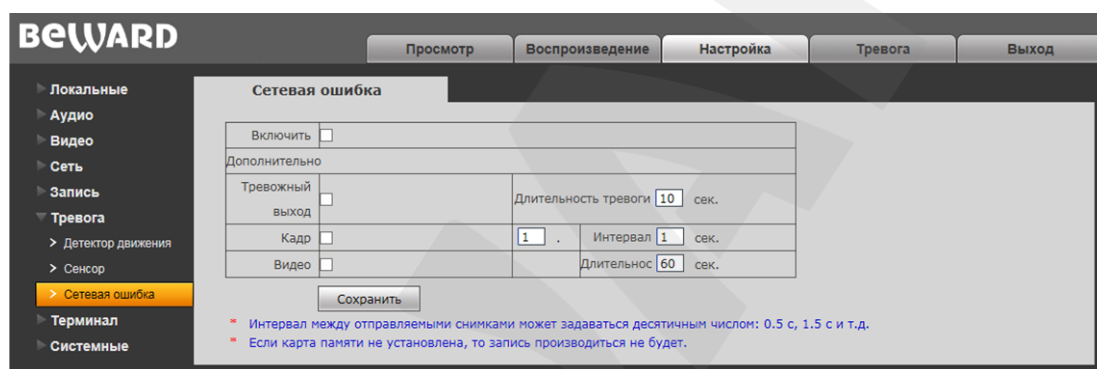 BEWARD
Просмотр Воспроизведение Настройка Тревога Выход
Локальные
Аудио
Видео
Сеть
Запись
Тревога
> Детектор движения
> Сенсор
> Сетевая ошибка
Терминал
Системные
Сетевая ошибка
Включить
Дополнительно
Тревожный выход Длительность тревоги 10 сек.
Кадр 1 . Интервал 1 сек.
Видео Длительнос 60 сек.
Сохранить
* Интервал между отправляемыми снимками может задаваться десятичным числом: 0.5 с, 1.5 с и т.д.
* Если карта памяти не установлена, то запись производиться не будет.